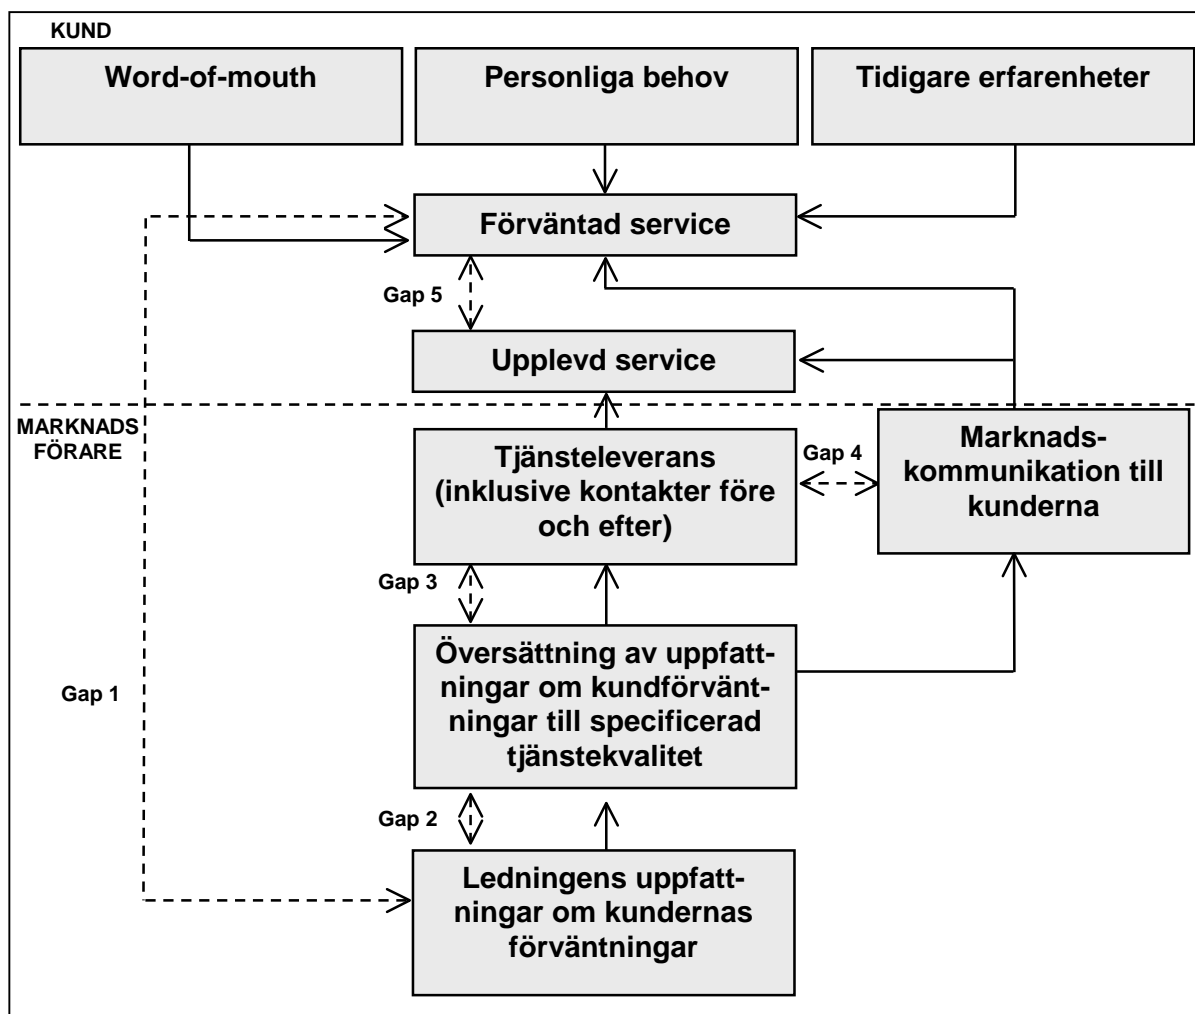 KUND
Word-of-mouth
Personliga behov
Tidigare erfarenheter
Förväntad service
Gap 5
Upplevd service
MARKNADS
FÖRARE
Tjänsteleverans
(inklusive kontakter före
och efter)
Gap 4
Marknads-
kommunikation till
kunderna
Gap 3
Översättning av uppfatt-
ningar om kundförvänt-
ningar till specificerad
tjänstekvalitet
Gap 1
Gap 2
Ledningens uppfatt-
ningar om kundernas
förväntningar